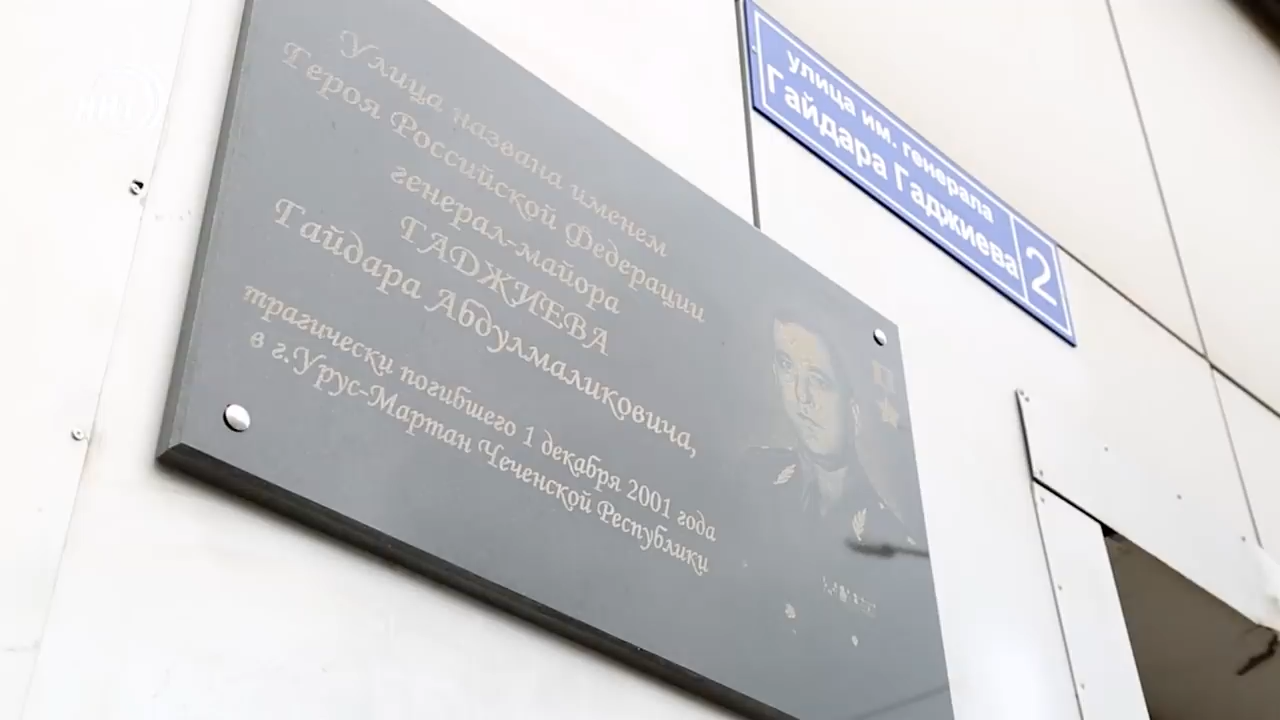 Улица названа именем
Героя Российской Федерации
генерал-майора
ГАДЖИЕВА
Гайдара Абдулмаликовича,
трагически погибшего 1 декабря 2001 года
в г.Урус-Мартан Чеченской Республики
улица им. генерала
Гайдара Гаджиева
2